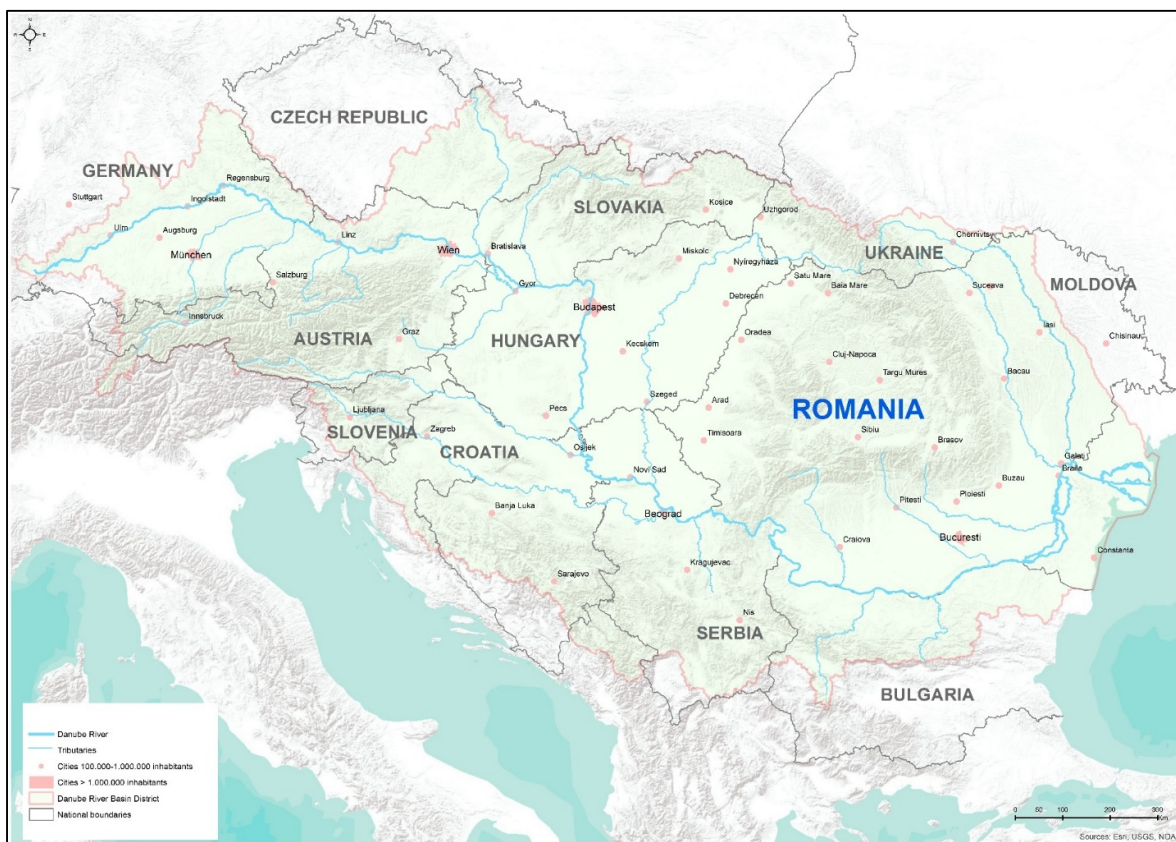 N
CZECH REPUBLIC
GERMANY
Regensburg
Stuttgart
Ingolstadt
SLOVAKIA
Kosice
Uzhgorod
Ulm
Augsburg
Linz
Wien
Bratislava
UKRAINE
Chernivtsy
München
Miskolc
Nyíregyháza
MOLDOVA
Salzburg
Gyor
Satu Mare
Baia Mare
Suceava
Budapest
Debrecen
Innsbruck
AUSTRIA
Graz
HUNGARY
Oradea
Iasi
Chisinau
Kecskem
Cluj-Napoca
Targu Mures
Bacau
Szeged
Arad
ROMANIA
Ljubljana
Pecs
SLOVENIA
Zagreb
CROATIA
Timisoara
Sibiu
Brasov
Osijek
Galati
Novi Sad
Braila
Buzau
Banja Luka
Beograd
Pitesti
Ploiesti
Craiova
Bucuresti
Constanta
Sarajevo
Kragujevac
Nis
SERBIA
BULGARIA
Danube River
Tributaries
Cities 100.000-1.000.000 inhabitants
Cities > 1.000.000 inhabitants
Danube River Basin District
National boundaries
0 50 100 200 300
Km
Sources: Esri, USGS, NOA